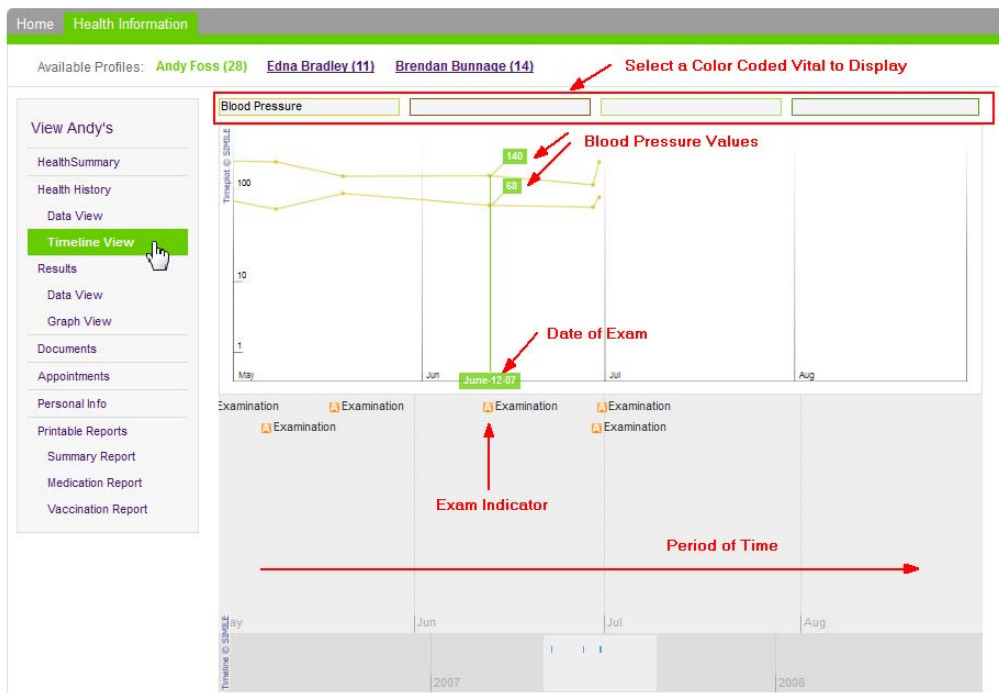 Home Health Information
Available Profiles: Andy Foss (28) Edna Bradley (11) Brendan Bunnage (14)
Select a Color Coded Vital to Display
View Andy's
HealthSummary
Health History
Data View
Timeline View
Results
Data View
Graph View
Documents
Appointments
Personal Info
Printable Reports
Summary Report
Medication Report
Vaccination Report
Blood Pressure
Timeplot © SIMILE
140
Blood Pressure Values
68
100
10
Date of Exam
1
May Jun June-12-07 Jul Aug
Examination A Examination A Examination A Examination
A Examination A Examination
Exam Indicator
Period of Time
ay Jun Jul Aug
Timeline © SIMILE
2007 2008